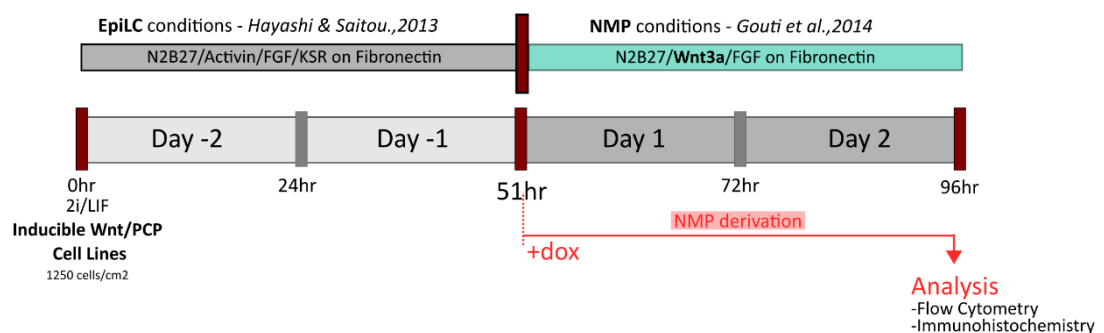 EpiLC conditions - Hayashi & Saitou.,2013
NMP conditions - Gouti et al.,2014
N2B27/Activin/FGF/KSR on Fibronectin
N2B27/Wnt3a/FGF on Fibronectin
Day -2
Day -1
Day 1
Day 2
0hr
24hr
51hr
72hr
96hr
2i/LIF
Inducible Wnt/PCP
Cell Lines
1250 cells/cm2
NMP derivation
+dox
Analysis
-Flow Cytometry
-Immunohistochemistry